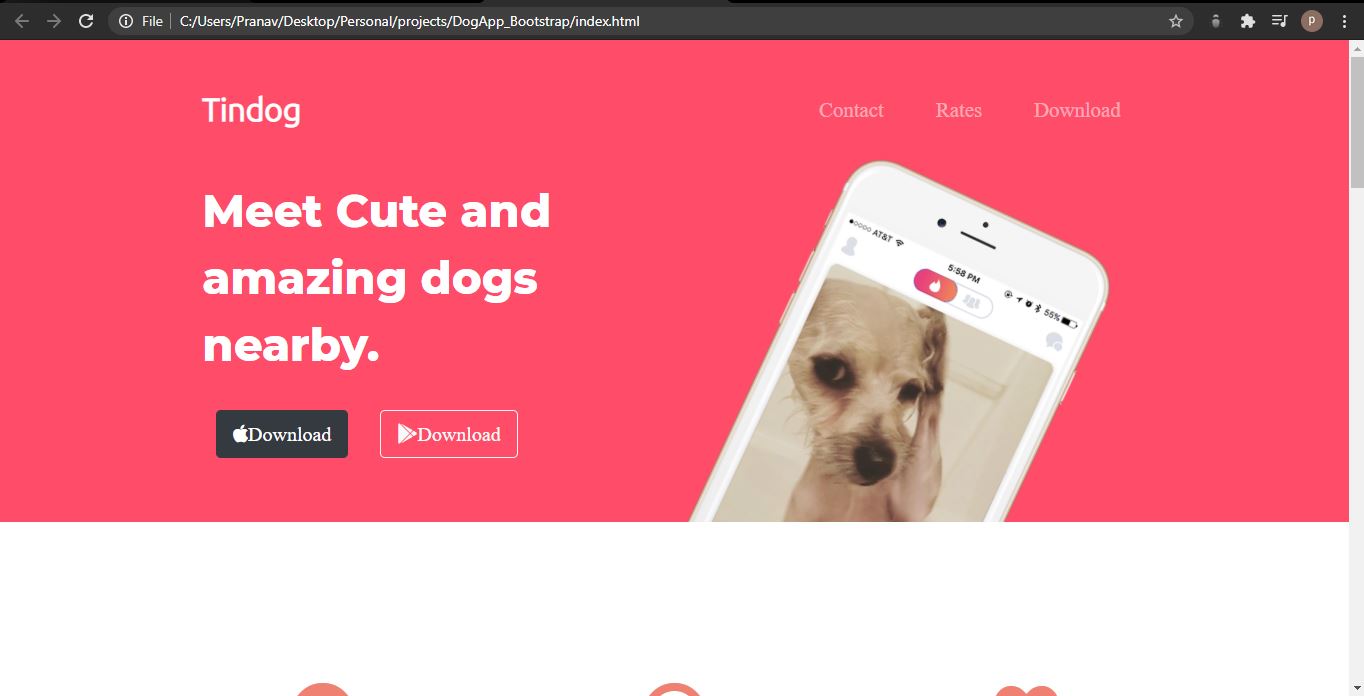 File C:/Users/Pranav/Desktop/Personal/projects/DogApp_Bootstrap/index.html
P
Tindog
Contact Rates Download
Meet Cute and
amazing dogs
nearby.
AT&T
5:58 PM
55%
Download Download